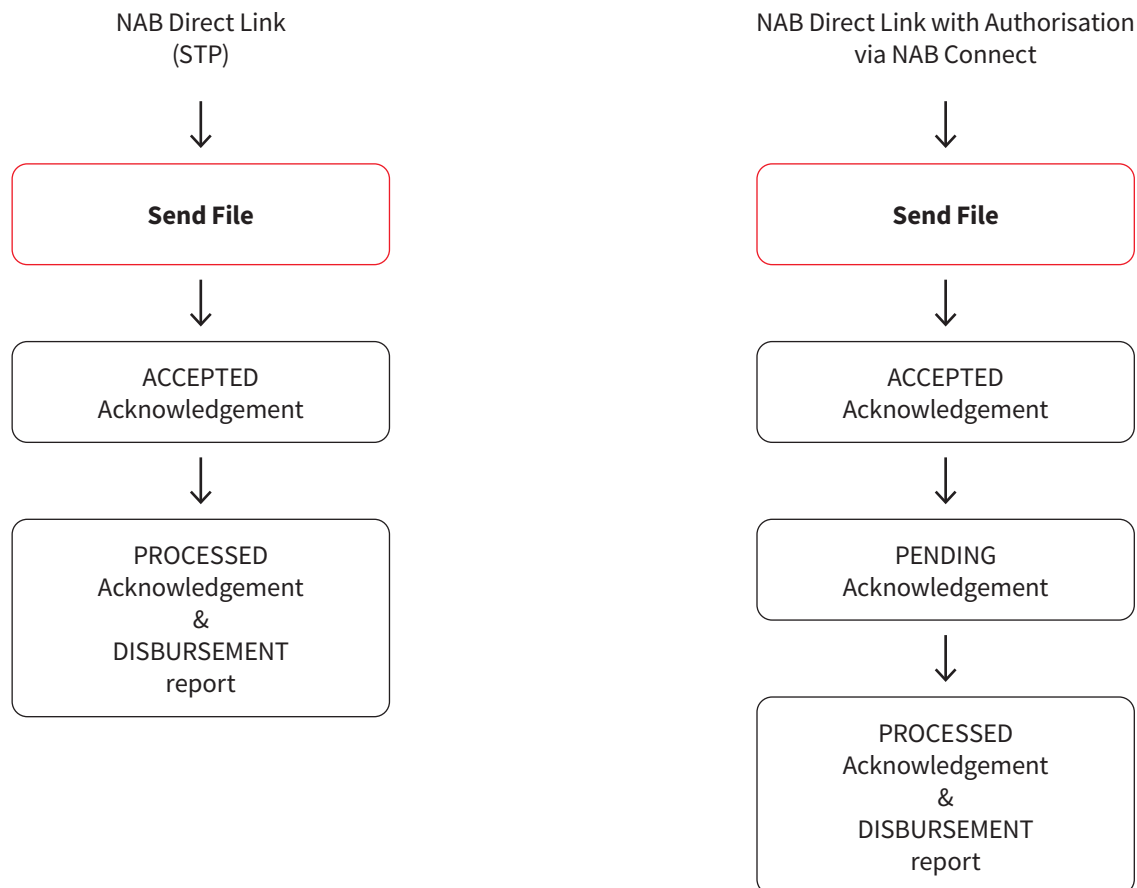 NAB Direct Link
(STP)
Send File
ACCEPTED
Acknowledgement
PROCESSED
Acknowledgement
&
DISBURSEMENT
report
NAB Direct Link with Authorisation
via NAB Connect
Send File
ACCEPTED
Acknowledgement
PENDING
Acknowledgement
PROCESSED
Acknowledgement
&
DISBURSEMENT
report